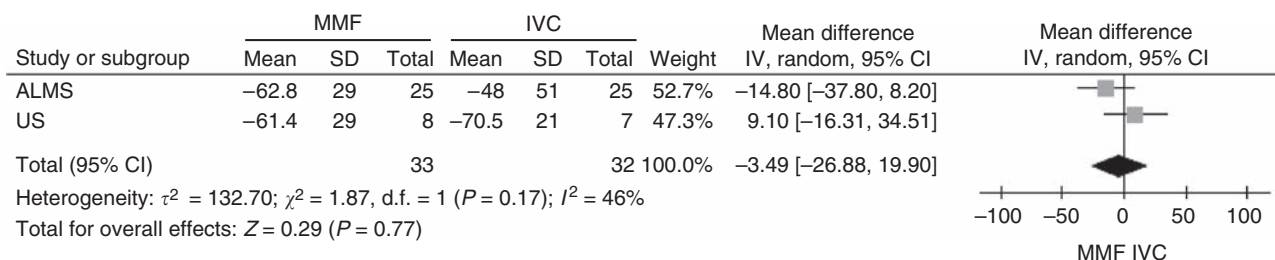 MMF IVC Mean difference Mean difference
Study or subgroup Mean SD Total Mean SD Total Weight IV, random, 95% CI IV, random, 95% CI
ALMS −62.8 29 25 −48 51 25 52.7% −14.80 [−37.80, 8.20]
US −61.4 29 8 −70.5 21 7 47.3% 9.10 [−16.31, 34.51]
Total (95% CI) 33 32 100.0% −3.49 [−26.88, 19.90]
Heterogeneity: τ² = 132.70; χ² = 1.87, d.f. = 1 (P = 0.17); I² = 46%
Total for overall effects: Z = 0.29 (P = 0.77)
−100 −50 0 50 100
MMF IVC